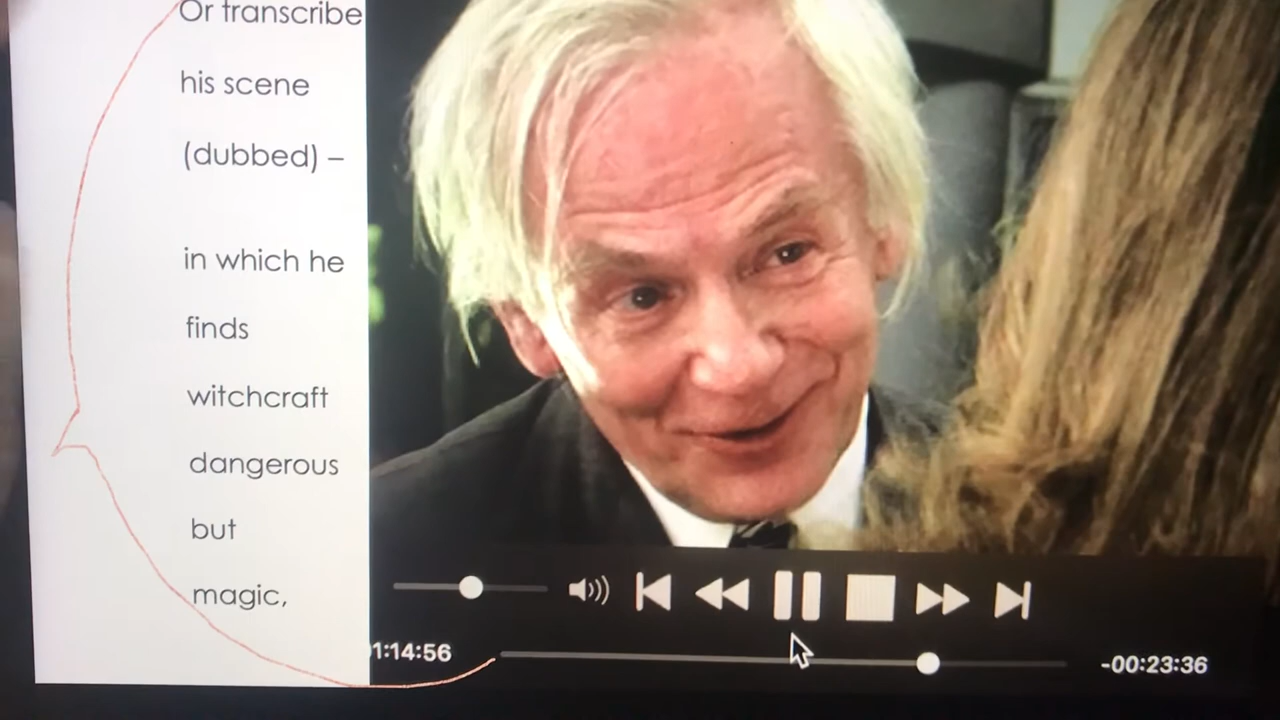 Or transcribe
his scene
(dubbed) –
in which he
finds
witchcraft
dangerous
but
magic,
1:14:56
-00:23:36